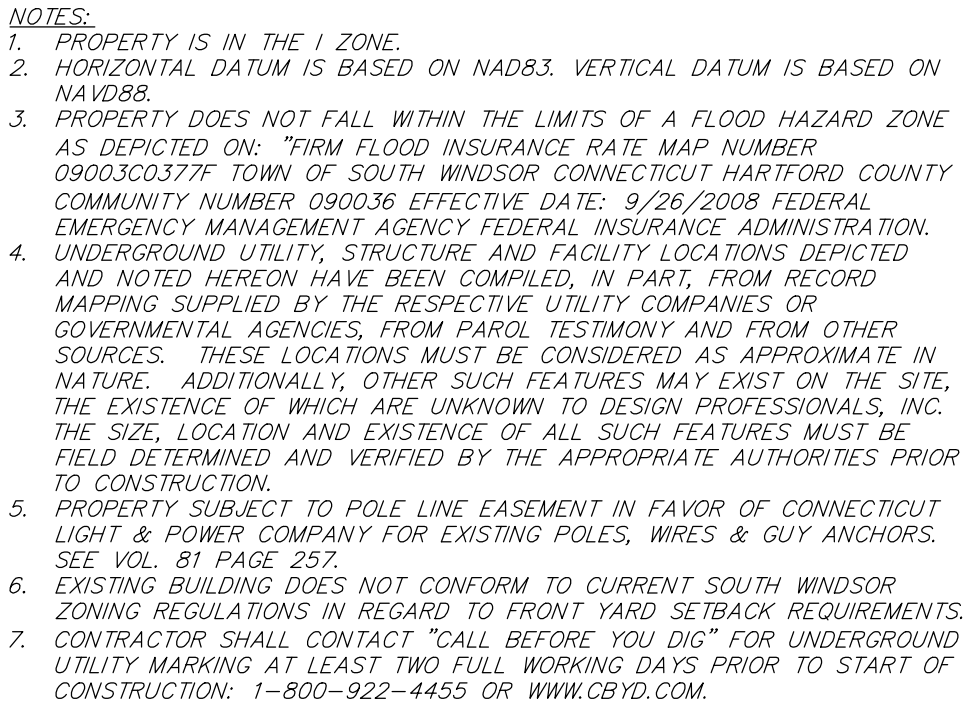 NOTES:
1. PROPERTY IS IN THE I ZONE.
2. HORIZONTAL DATUM IS BASED ON NAD83. VERTICAL DATUM IS BASED ON
NAVD88.
3. PROPERTY DOES NOT FALL WITHIN THE LIMITS OF A FLOOD HAZARD ZONE
AS DEPICTED ON: "FIRM FLOOD INSURANCE RATE MAP NUMBER
09003C0377F TOWN OF SOUTH WINDSOR CONNECTICUT HARTFORD COUNTY
COMMUNITY NUMBER 090036 EFFECTIVE DATE: 9/26/2008 FEDERAL
EMERGENCY MANAGEMENT AGENCY FEDERAL INSURANCE ADMINISTRATION.
4. UNDERGROUND UTILITY, STRUCTURE AND FACILITY LOCATIONS DEPICTED
AND NOTED HEREON HAVE BEEN COMPILED, IN PART, FROM RECORD
MAPPING SUPPLIED BY THE RESPECTIVE UTILITY COMPANIES OR
GOVERNMENTAL AGENCIES, FROM PAROL TESTIMONY AND FROM OTHER
SOURCES. THESE LOCATIONS MUST BE CONSIDERED AS APPROXIMATE IN
NATURE. ADDITIONALLY, OTHER SUCH FEATURES MAY EXIST ON THE SITE,
THE EXISTENCE OF WHICH ARE UNKNOWN TO DESIGN PROFESSIONALS, INC.
THE SIZE, LOCATION AND EXISTENCE OF ALL SUCH FEATURES MUST BE
FIELD DETERMINED AND VERIFIED BY THE APPROPRIATE AUTHORITIES PRIOR
TO CONSTRUCTION.
5. PROPERTY SUBJECT TO POLE LINE EASEMENT IN FAVOR OF CONNECTICUT
LIGHT & POWER COMPANY FOR EXISTING POLES, WIRES & GUY ANCHORS.
SEE VOL. 81 PAGE 257.
6. EXISTING BUILDING DOES NOT CONFORM TO CURRENT SOUTH WINDSOR
ZONING REGULATIONS IN REGARD TO FRONT YARD SETBACK REQUIREMENTS.
7. CONTRACTOR SHALL CONTACT "CALL BEFORE YOU DIG" FOR UNDERGROUND
UTILITY MARKING AT LEAST TWO FULL WORKING DAYS PRIOR TO START OF
CONSTRUCTION: 1-800-922-4455 OR WWW.CBYD.COM.